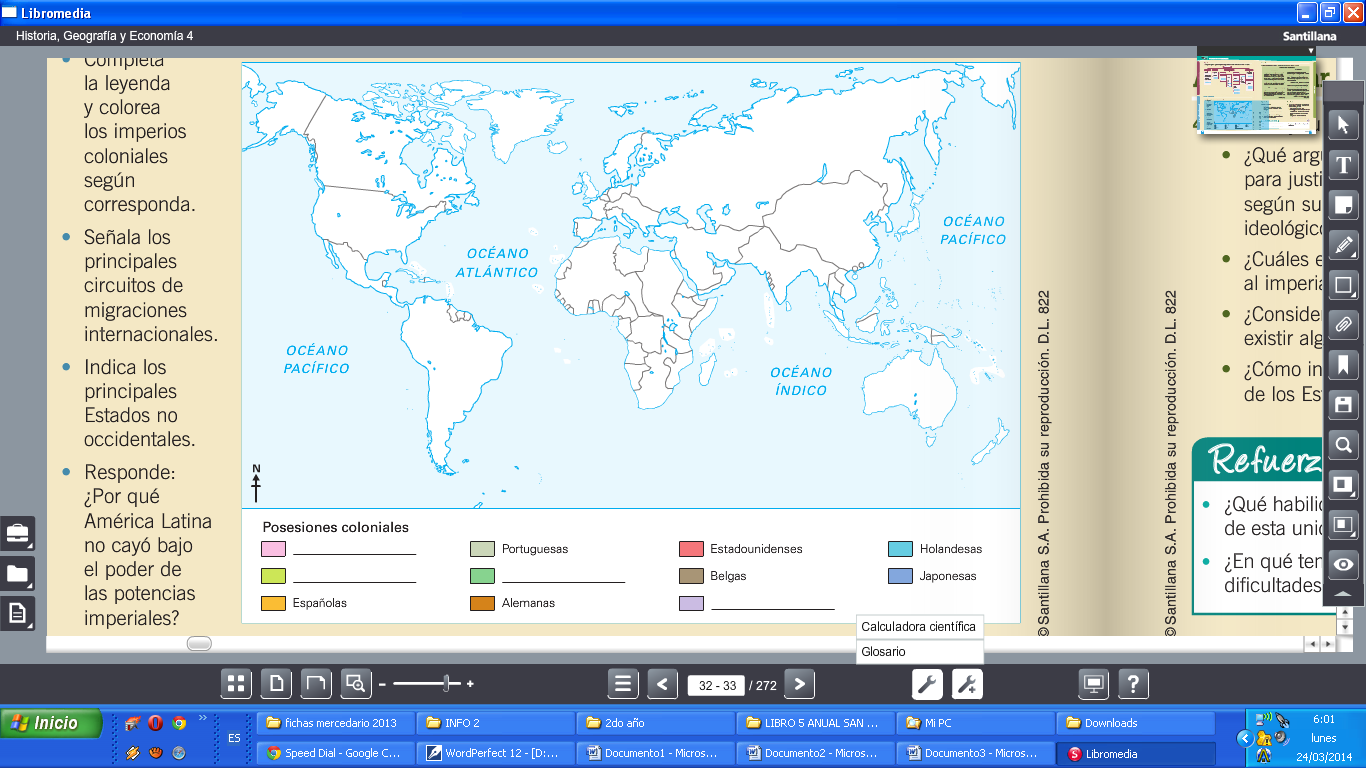 Libromedia
Historia, Geografía y Economía 4
Santillana
Completa
la leyenda
y colorea
los imperios
coloniales
según
corresponda.
Señala los
principales
circuitos de
migraciones
internacionales.
Indica los
principales
Estados no
occidentales.
Responde:
¿Por qué
América Latina
no cayó bajo
el poder de
las potencias
imperiales?
OCÉANO
PACÍFICO
OCÉANO
ATLÁNTICO
OCÉANO
PACÍFICO
OCÉANO
ÍNDICO
N
Posesiones coloniales
Portuguesas
Estadounidenses
Holandesas
Belgas
Japonesas
Españolas
Alemanas
©Santillana S.A. Prohibida su reproducción. D.L. 822
©Santillana S.A. Prohibida su reproducción. D.L. 822
¿Qué arg
para justi
según su
ideológic
¿Cuáles e
al imperia
¿Conside
existir alg
¿Cómo in
de los Es
Refuerz
¿Qué habili
de esta uni
¿En qué ten
dificultades
T
Calculadora científica
Glosario
32 - 33 / 272
?
Inicio
ES
fichas mercedario 2013
INFO 2
2do año
LIBRO 5 ANUAL SAN ...
Mi PC
Downloads
Speed Dial - Google C...
WordPerfect 12 - [D:...
Documento1 - Micros...
Documento2 - Micros...
Documento3 - Micros...
Libromedia
6:01
lunes
24/03/2014